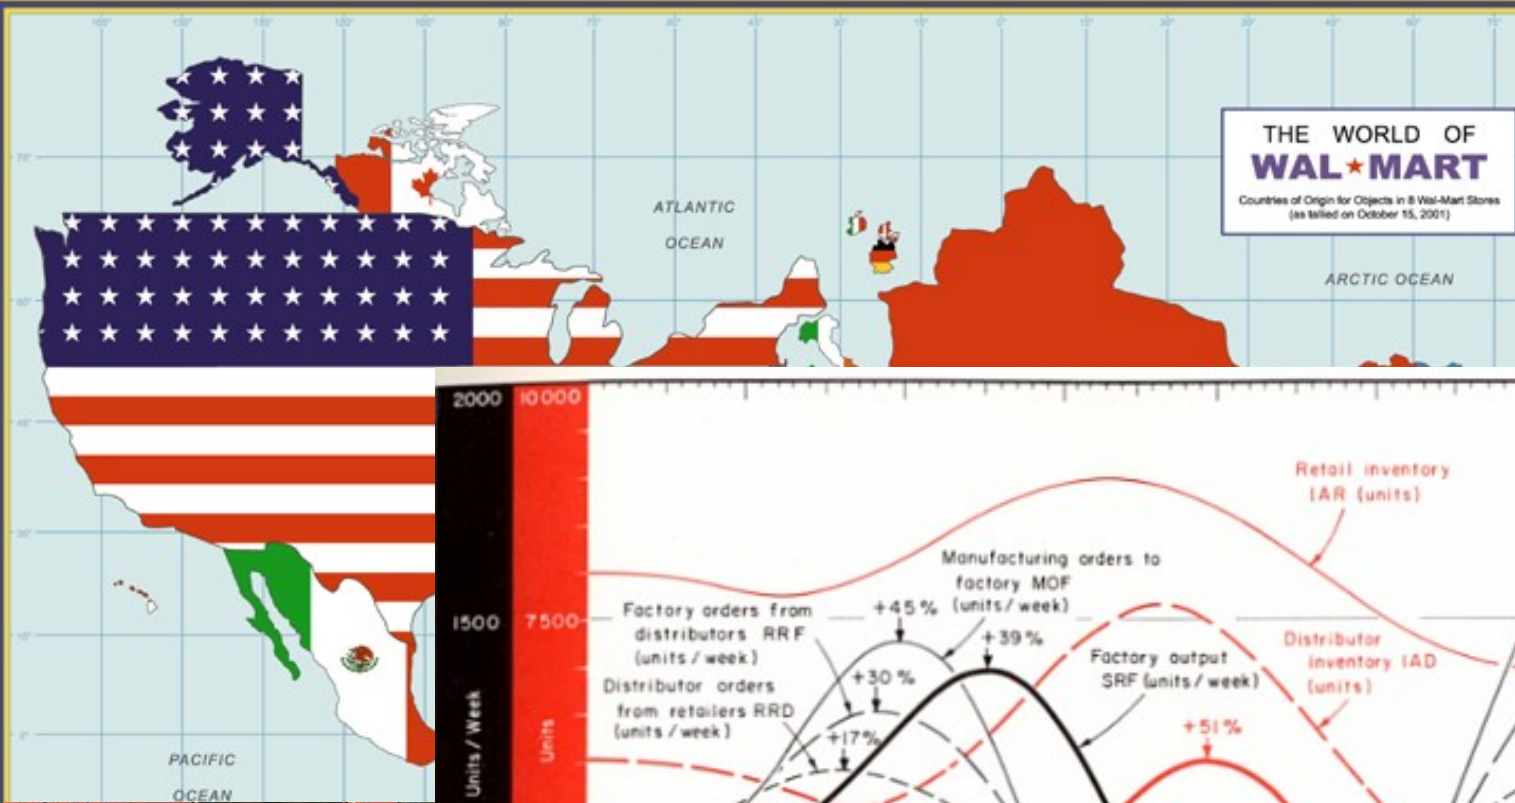 ATLANTIC
OCEAN
THE WORLD OF
WAL★MART
Countries of Origin for Objects in 8 Wal-Mart Stores
(as tallied on October 15, 2001)
ARCTIC OCEAN
PACIFIC
OCEAN
2000 10000
Retail inventory
IAR (units)
Manufacturing orders to
factory MOF
(units/week)
Factory orders from
distributors RRF
(units/week)
+45%
1500 7500
+39%
Distributor
inventory IAD
(units)
Factory output
SRF (units/week)
+30%
Distributor orders
from retailers RRD
(units/week)
+17%
+51%
Units/Week
Units